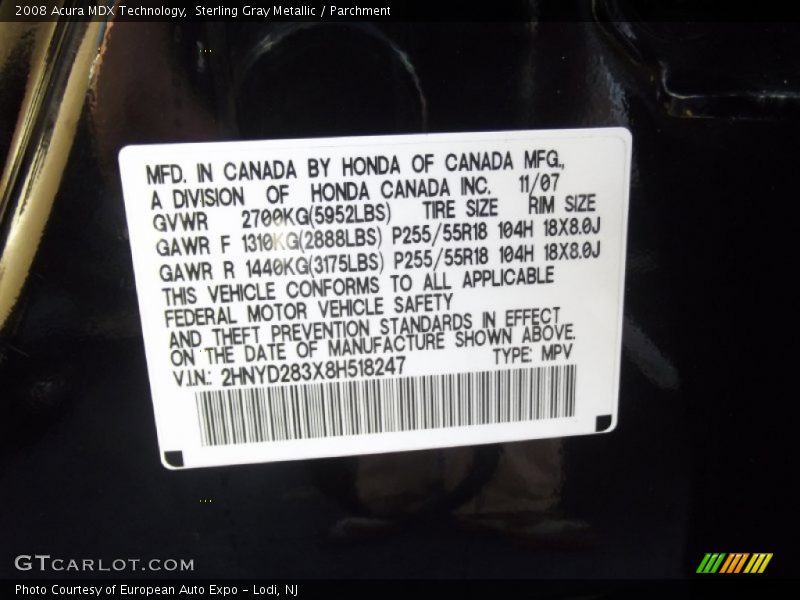 2008 Acura MDX Technology,  Sterling Gray Metallic / Parchment
MFD. IN CANADA BY HONDA OF CANADA MFG.,
A DIVISION OF HONDA CANADA INC. 11/07
GVWR 2700KG(5952LBS) TIRE SIZE RIM SIZE
GAWR F 1310KG(2888LBS) P255/55R18 104H 18X8.0J
GAWR R 1440KG(3175LBS) P255/55R18 104H 18X8.0J
THIS VEHICLE CONFORMS TO ALL APPLICABLE
FEDERAL MOTOR VEHICLE SAFETY
AND THEFT PREVENTION STANDARDS IN EFFECT
ON THE DATE OF MANUFACTURE SHOWN ABOVE.
V.I.N.: 2HNYD283X8H518247 TYPE: MPV
GTCARLOT.COM
Photo Courtesy of European Auto Expo - Lodi, NJ